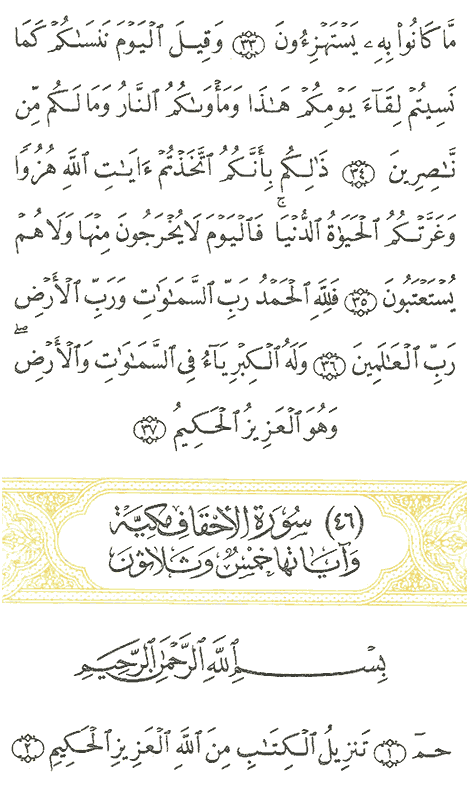 مَّا كَانُوا۟ بِهِۦ يَسْتَهْزِءُونَ ﴿٣٣﴾ وَقِيلَ ٱلْيَوْمَ نَنسَىٰكُمْ كَمَا
نَسِيتُمْ لِقَآءَ يَوْمِكُمْ هَـٰذَا وَمَأْوَىٰكُمُ ٱلنَّارُ وَمَا لَكُم مِّن
نَّـٰصِرِينَ ﴿٣٤﴾ ذَٰلِكُم بِأَنَّكُمُ ٱتَّخَذْتُمْ ءَايَـٰتِ ٱللَّهِ هُزُوًا
وَغَرَّتْكُمُ ٱلْحَيَوٰةُ ٱلدُّنْيَا ۚ فَٱلْيَوْمَ لَا يُخْرَجُونَ مِنْهَا وَلَا هُمْ
يُسْتَعْتَبُونَ ﴿٣٥﴾ فَلِلَّهِ ٱلْحَمْدُ رَبِّ ٱلسَّمَـٰوَٰتِ وَرَبِّ ٱلْأَرْضِ
رَبِّ ٱلْعَـٰلَمِينَ ﴿٣٦﴾ وَلَهُ ٱلْكِبْرِيَآءُ فِى ٱلسَّمَـٰوَٰتِ وَٱلْأَرْضِ ۖ
وَهُوَ ٱلْعَزِيزُ ٱلْحَكِيمُ ﴿٣٧﴾
(٤٦) سُورَةُ الأَحْقَافِ مَكِيَّة
وَآيَاتُهَا خَمْسٌ وَثَلَاثُونَ
بِسْمِ ٱللَّهِ ٱلرَّحْمَـٰنِ ٱلرَّحِيمِ
حمٓ ﴿١﴾ تَنزِيلُ ٱلْكِتَـٰبِ مِنَ ٱللَّهِ ٱلْعَزِيزِ ٱلْحَكِيمِ ﴿٢﴾